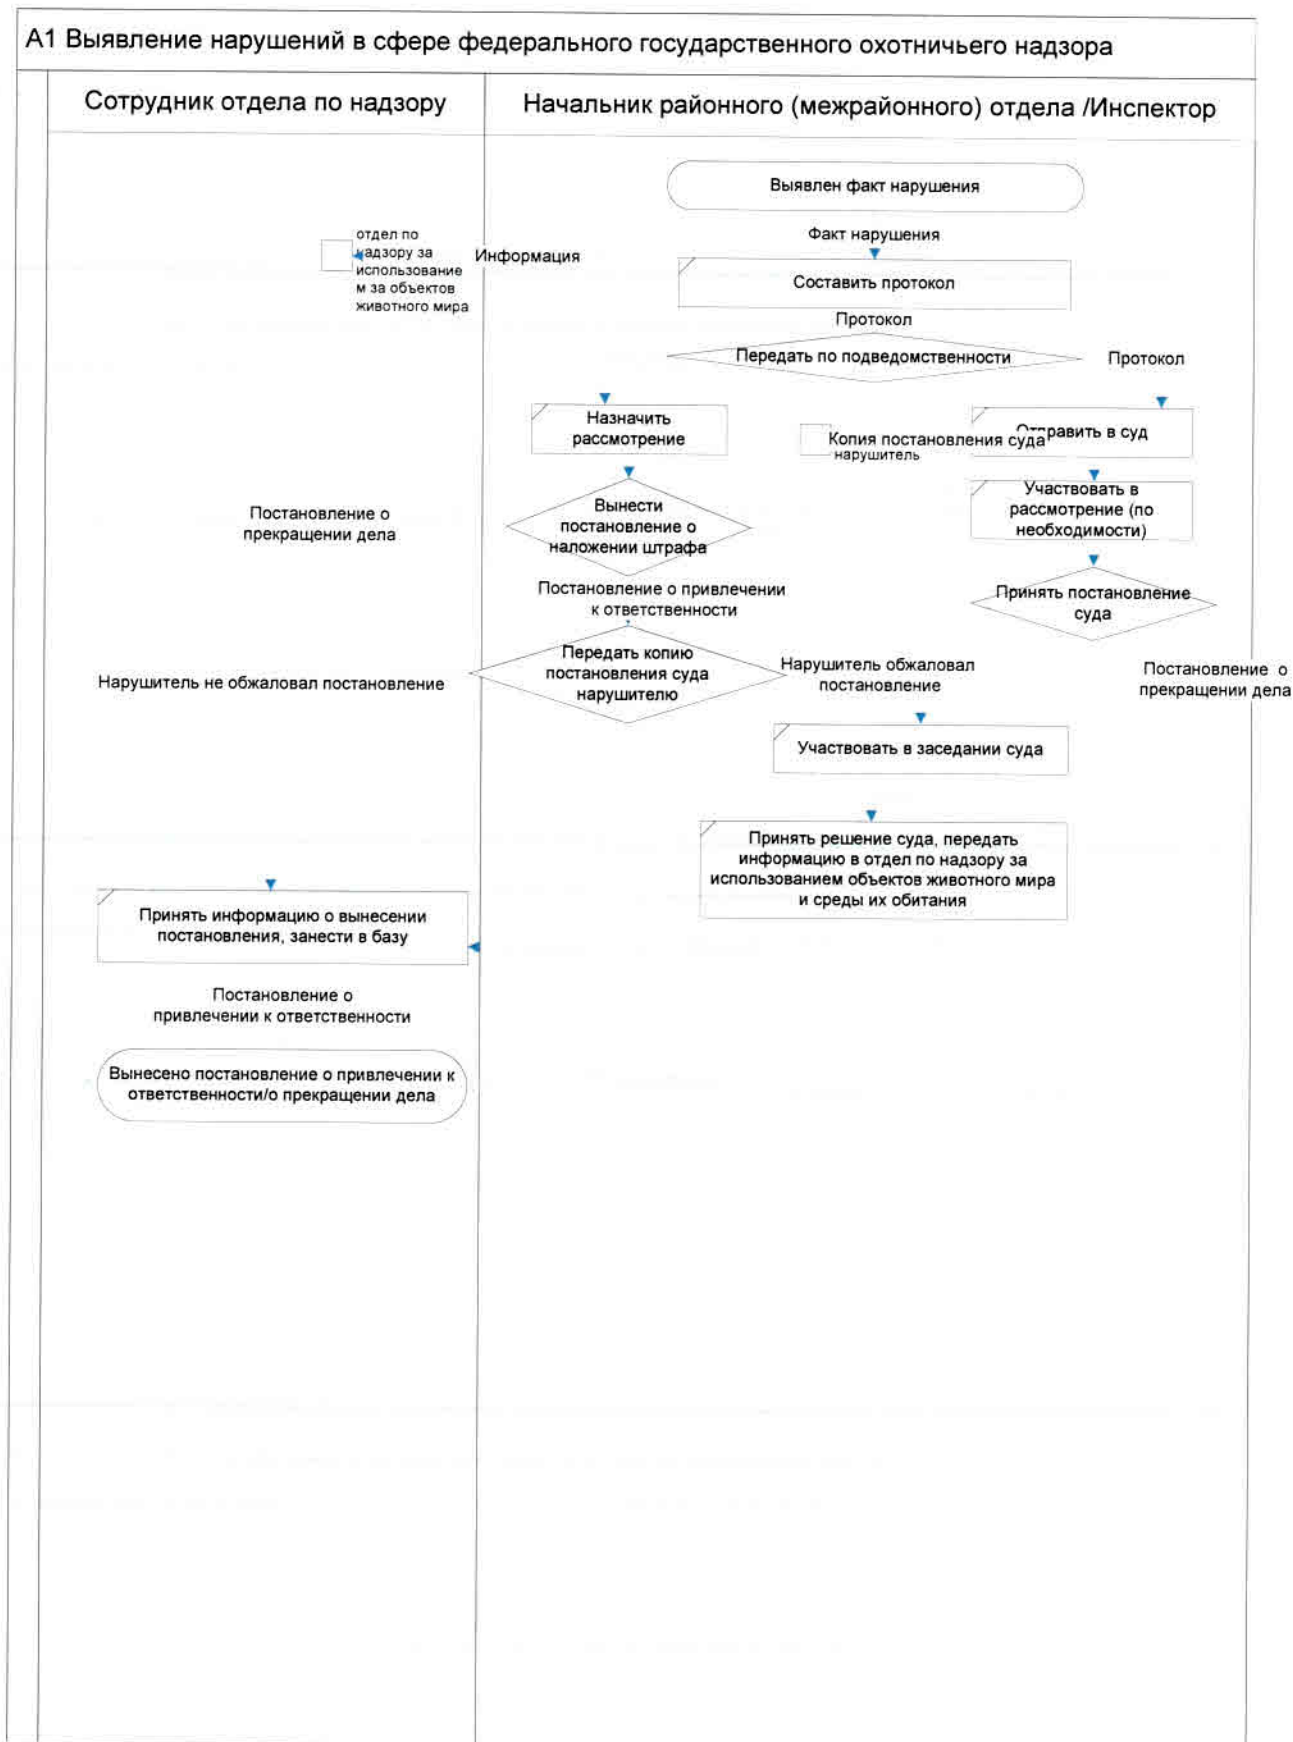 А1 Выявление нарушений в сфере федерального государственного охотничьего надзора
Сотрудник отдела по надзору
Начальник районного (межрайонного) отдела /Инспектор
Выявлен факт нарушения
Факт нарушения
отдел по
надзору за
использование
м за объектов
животного мира
Информация
Составить протокол
Протокол
Передать по подведомственности
Протокол
Назначить
рассмотрение
Копия постановления суда
нарушитель
Отправить в суд
Участвовать в
рассмотрение (по
необходимости)
Вынести
постановление о
наложении штрафа
Постановление о
прекращении дела
Принять постановление
суда
Постановление о привлечении
к ответственности
Передать копию
постановления суда
нарушителю
Нарушитель не обжаловал постановление
Нарушитель обжаловал
постановление
Постановление о
прекращении дела
Участвовать в заседании суда
Принять решение суда, передать
информацию в отдел по надзору за
использованием объектов животного мира
и среды их обитания
Принять информацию о вынесении
постановления, занести в базу
Постановление о
привлечении к ответственности
Вынесено постановление о привлечении к
ответственности/о прекращении дела